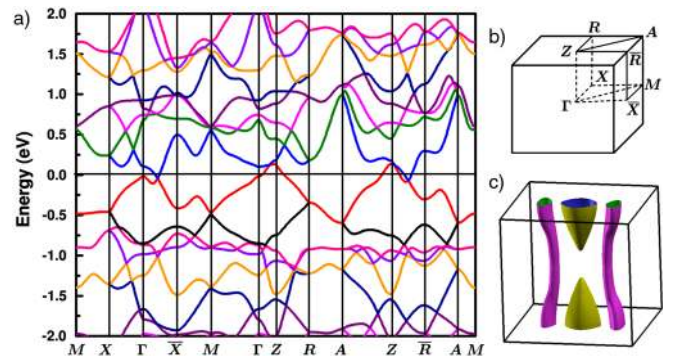 a)
2.0
1.5
1.0
0.5
0.0
-0.5
-1.0
-1.5
-2.0
Energy (eV)
M X Γ X̅ M Γ Z R A Z R̅ A M
b)
R A
Z R̅
X M
Γ X̅
c)